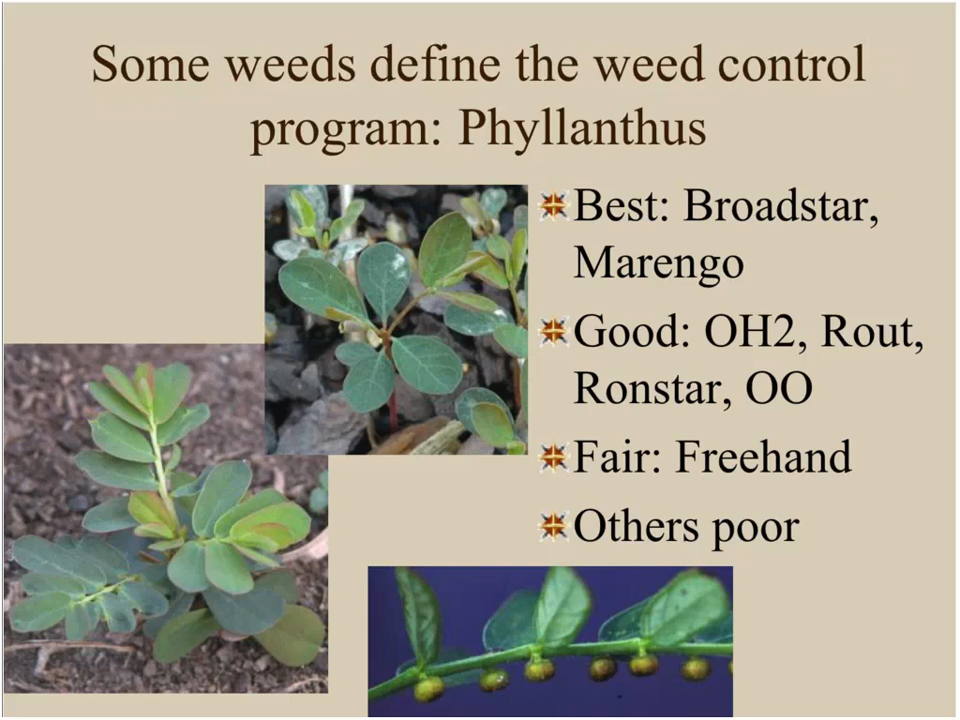 Some weeds define the weed control
program: Phyllanthus
Best: Broadstar,
Marengo
Good: OH2, Rout,
Ronstar, OO
Fair: Freehand
Others poor